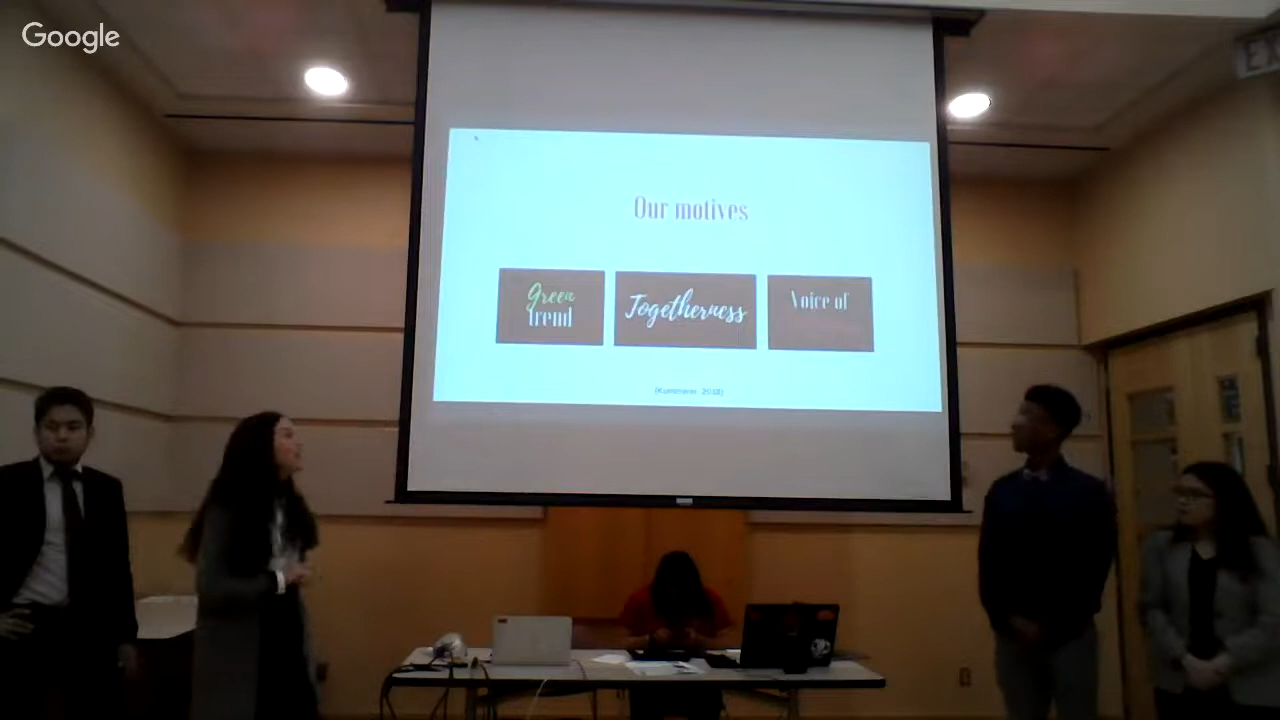 Google
Our motives
Green
trend
Togetherness
Voice of